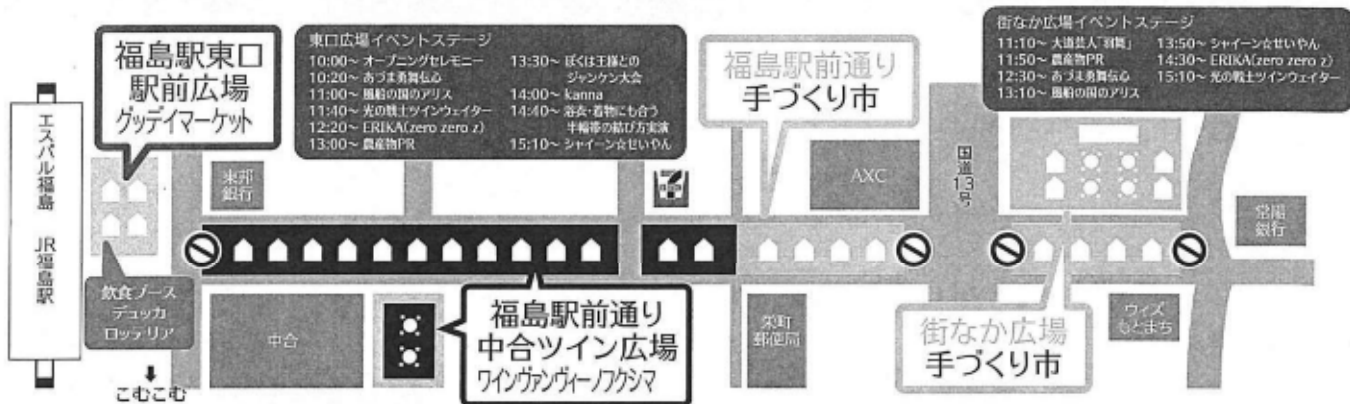 福島駅東口
駅前広場
グッデイマーケット
東口広場イベントステージ
10:00～ オープニングセレモニー
10:20～ あづま勇舞伝心
11:00～ 風船の国のアリス
11:40～ 光の戦士ツインウェイター
12:20～ ERIKA(zero zero z)
13:00～ 農産物PR
13:30～ ぼくは王様との
ジャンケン大会
14:00～ kanna
14:40～ 浴衣・着物にも合う
半幅帯の結び方実演
15:10～ シャイーン☆せいやん
福島駅前通り
手づくり市
街なか広場イベントステージ
11:10～ 大道芸人「羽舞」
11:50～ 農産物PR
12:30～ あづま勇舞伝心
13:10～ 風船の国のアリス
13:50～ シャイーン☆せいやん
14:30～ ERIKA(zero zero z)
15:10～ 光の戦士ツインウェイター
エスパル福島 JR福島駅
東邦
銀行
AXC
国道13号
常陽
銀行
飲食ブース
デュッカ
ロッテリア
こむこむ
中合
福島駅前通り
中合ツイン広場
ワインヴァンヴィーノフクシマ
栄町
郵便局
街なか広場
手づくり市
ウィズ
もとまち